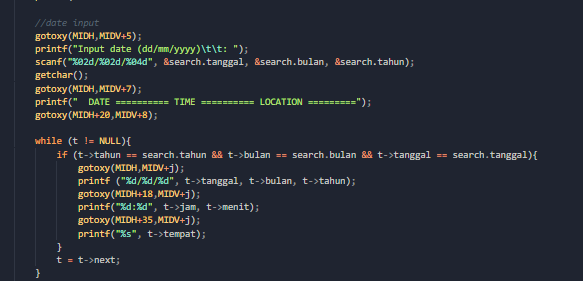 //date input
gotoxy(MIDH,MIDV+5);
printf("Input date (dd/mm/yyyy)\t\t: ");
scanf("%02d/%02d/%04d", &search.tanggal, &search.bulan, &search.tahun);
getchar();
gotoxy(MIDH,MIDV+7);
printf("  DATE ========== TIME ========== LOCATION =========");
gotoxy(MIDH+20,MIDV+8);
while (t != NULL){
if (t->tahun == search.tahun && t->bulan == search.bulan && t->tanggal == search.tanggal){
gotoxy(MIDH,MIDV+j);
printf ("%d/%d/%d", t->tanggal, t->bulan, t->tahun);
gotoxy(MIDH+18,MIDV+j);
printf("%d:%d", t->jam, t->menit);
gotoxy(MIDH+35,MIDV+j);
printf("%s", t->tempat);
}
t = t->next;
}